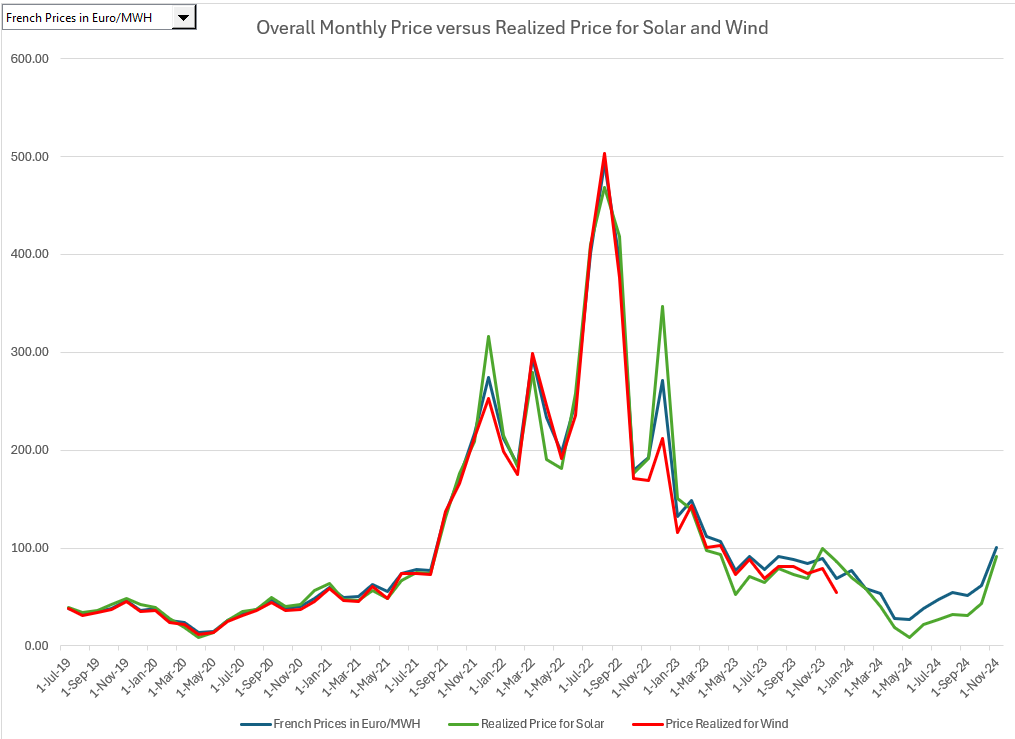 French Prices in Euro/MWH
Overall Monthly Price versus Realized Price for Solar and Wind
600.00
500.00
400.00
300.00
200.00
100.00
0.00
1-Jul-19
1-Sep-19
1-Nov-19
1-Jan-20
1-Mar-20
1-May-20
1-Jul-20
1-Sep-20
1-Nov-20
1-Jan-21
1-Mar-21
1-May-21
1-Jul-21
1-Sep-21
1-Nov-21
1-Jan-22
1-Mar-22
1-May-22
1-Jul-22
1-Sep-22
1-Nov-22
1-Jan-23
1-Mar-23
1-May-23
1-Jul-23
1-Sep-23
1-Nov-23
1-Jan-24
1-Mar-24
1-May-24
1-Jul-24
1-Sep-24
1-Nov-24
French Prices in Euro/MWH
Realized Price for Solar
Price Realized for Wind